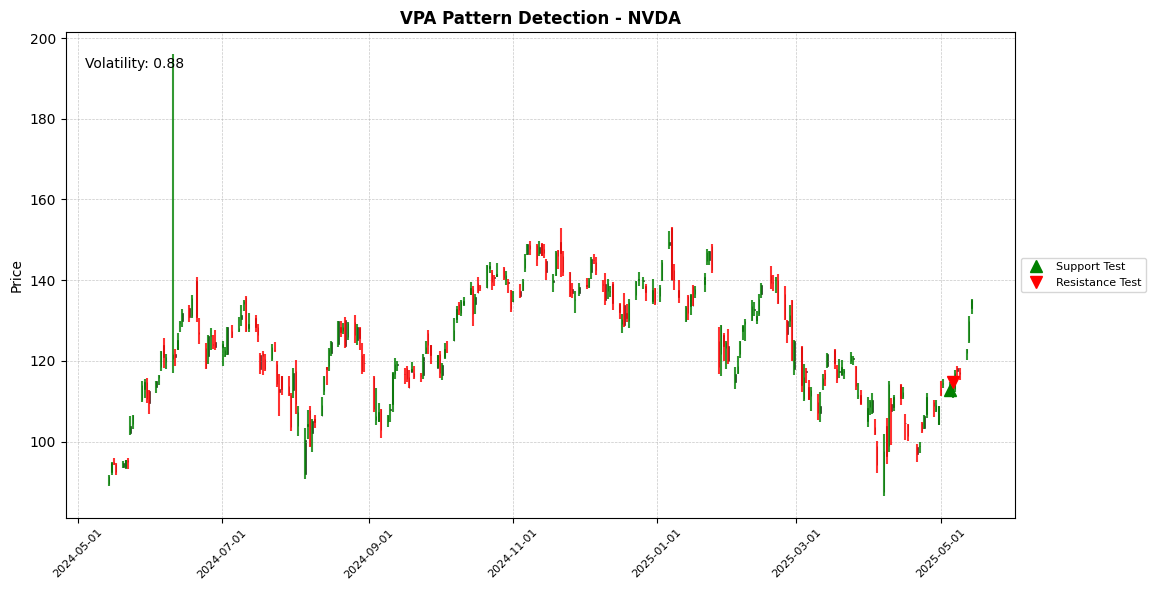 VPA Pattern Detection - NVDA
Volatility: 0.88
Price
200
180
160
140
120
100
2024-05-01
2024-07-01
2024-09-01
2024-11-01
2025-01-01
2025-03-01
2025-05-01
Support Test
Resistance Test